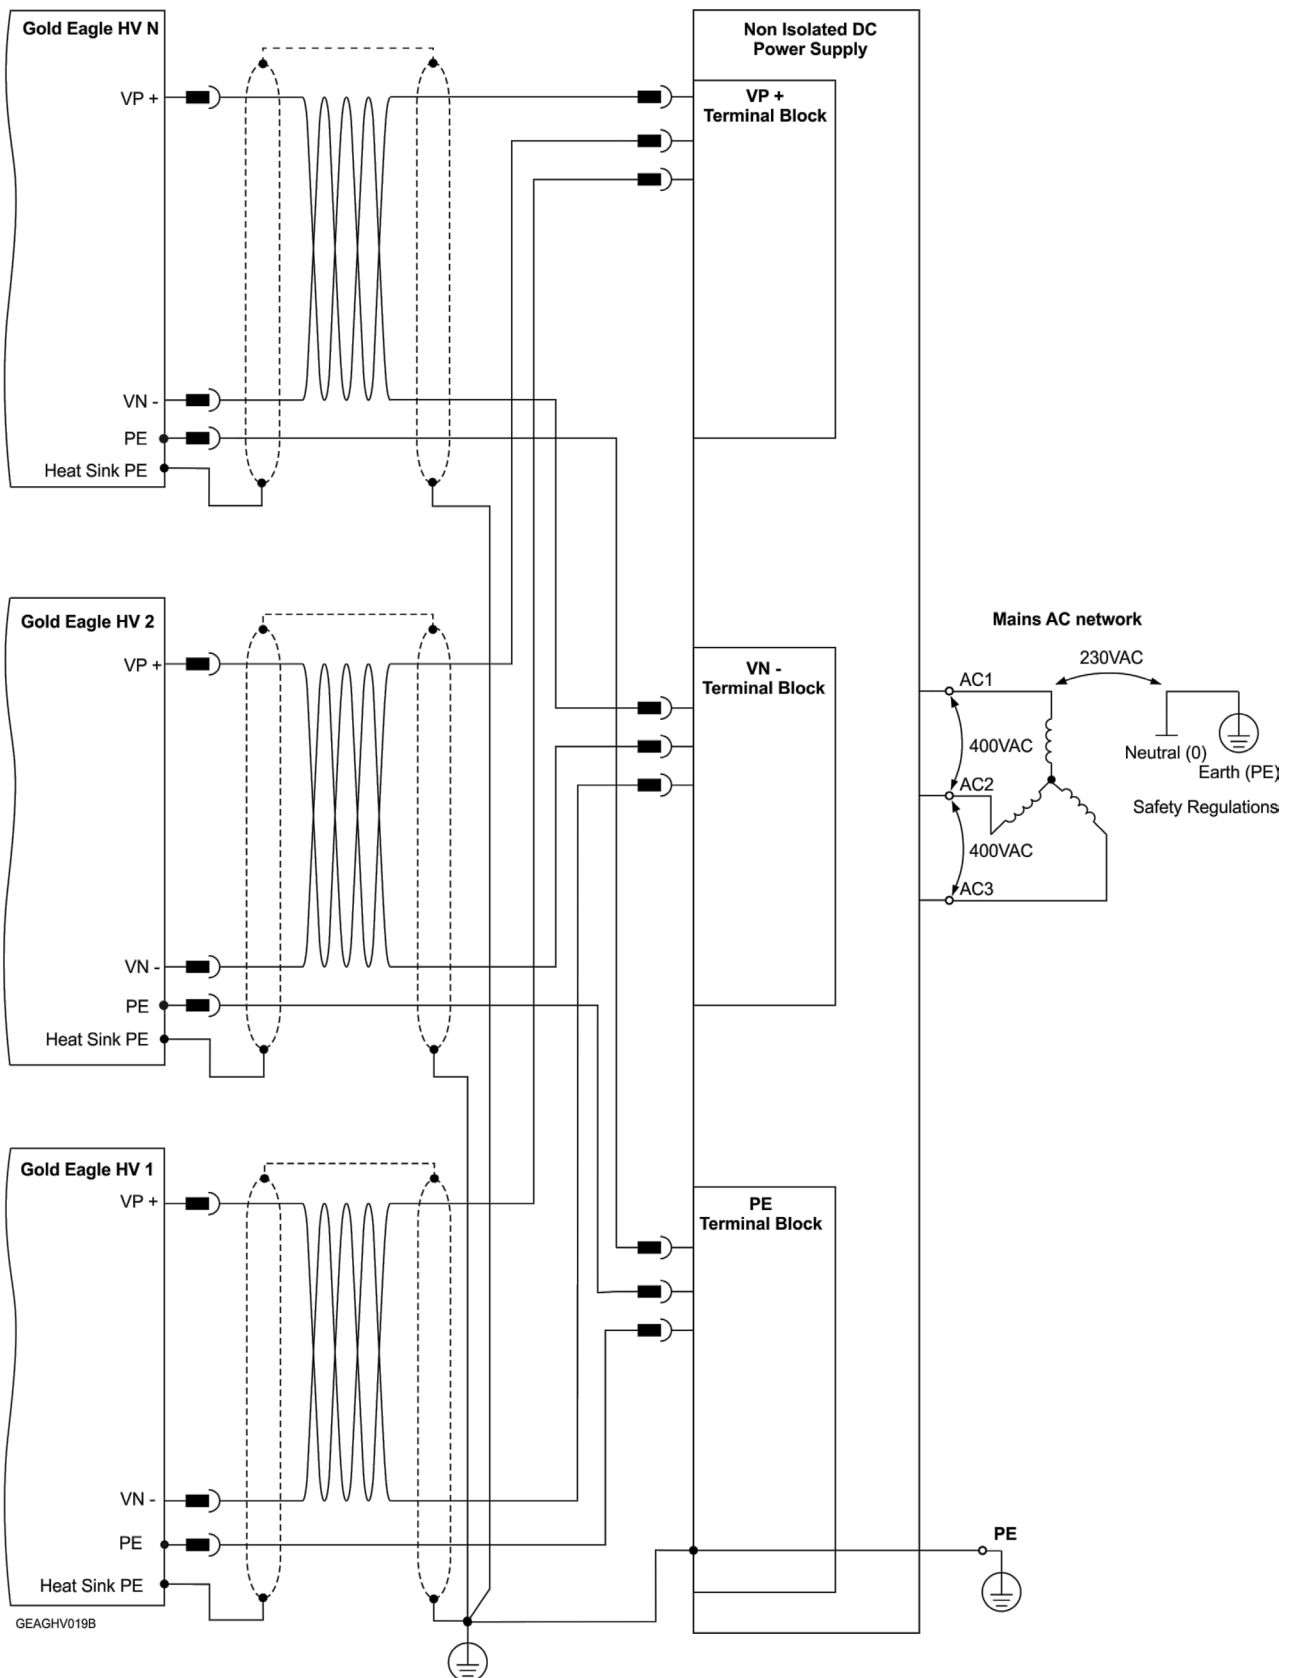 Gold Eagle HV N
VP +
VN -
PE
Heat Sink PE
Gold Eagle HV 2
VP +
VN -
PE
Heat Sink PE
Gold Eagle HV 1
VP +
VN -
PE
Heat Sink PE
GEAGHV019B
Non Isolated DC
Power Supply
VP +
Terminal Block
VN -
Terminal Block
PE
Terminal Block
Mains AC network
230VAC
AC1
400VAC
AC2
400VAC
AC3
Neutral (0)
Earth (PE)
Safety Regulations
PE